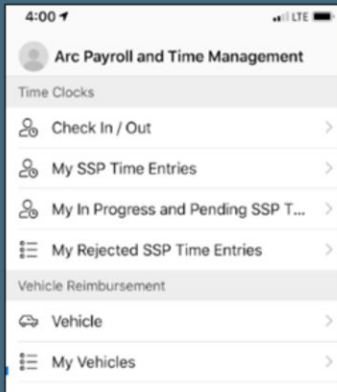 4:00
LTE
Arc Payroll and Time Management
Time Clocks
Check In / Out
My SSP Time Entries
My In Progress and Pending SSP T...
My Rejected SSP Time Entries
Vehicle Reimbursement
Vehicle
My Vehicles